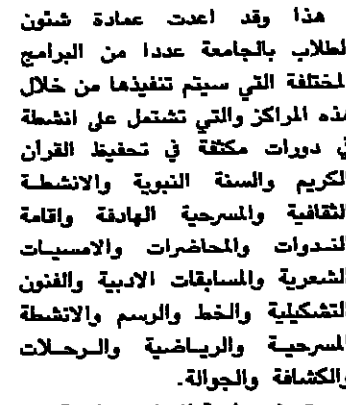 هذا وقد اعدت عمادة شئون
الطلاب بالجامعة عددا من البرامج
المختلفة التي سيتم تنفيذها من خلال
هذه المراكز والتي تشتمل على انشطة
في دورات مكثفة في تحفيظ القرآن
الكريم والسنة النبوية والانشطة
الثقافية والمسرحية الهادفة واقامة
الندوات والمحاضرات والامسيات
الشعرية والمسابقات الادبية والفنون
التشكيلية والخط والرسم والانشطة
المسرحية والرياضية والرحلات
والكشافة والجوالة.